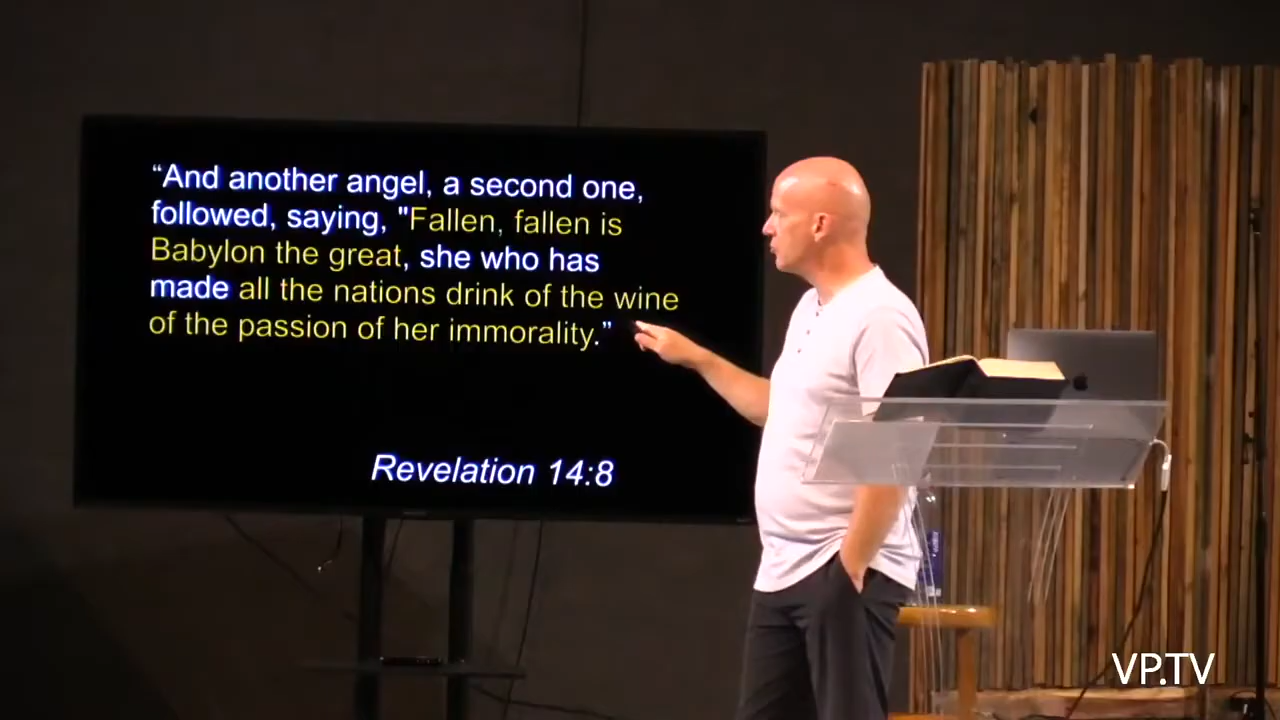 “And another angel, a second one,
followed, saying, "Fallen, fallen is
Babylon the great, she who has
made all the nations drink of the wine
of the passion of her immorality.”
Revelation 14:8
VP.TV